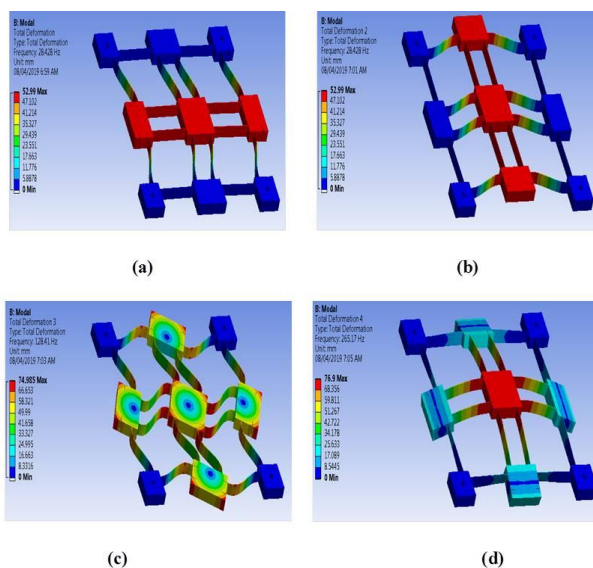 B: Modal
Total Deformation
Type: Total Deformation
Frequency: 28.428 Hz
Unit: mm
08/04/2019 6:59 AM
52.99 Max
47.102
41.214
35.327
29.439
23.551
17.663
11.776
5.8878
0 Min
(a)
B: Modal
Total Deformation 2
Type: Total Deformation
Frequency: 28.428 Hz
Unit: mm
08/04/2019 7:01 AM
52.99 Max
47.102
41.214
35.327
29.439
23.551
17.663
11.776
5.8878
0 Min
(b)
B: Modal
Total Deformation 3
Type: Total Deformation
Frequency: 128.41 Hz
Unit: mm
08/04/2019 7:03 AM
74.985 Max
66.653
58.321
49.99
41.658
33.327
24.995
16.663
8.3316
0 Min
(c)
B: Modal
Total Deformation 4
Type: Total Deformation
Frequency: 265.17 Hz
Unit: mm
08/04/2019 7:05 AM
76.9 Max
68.356
59.811
51.267
42.722
34.178
25.633
17.089
8.5445
0 Min
(d)